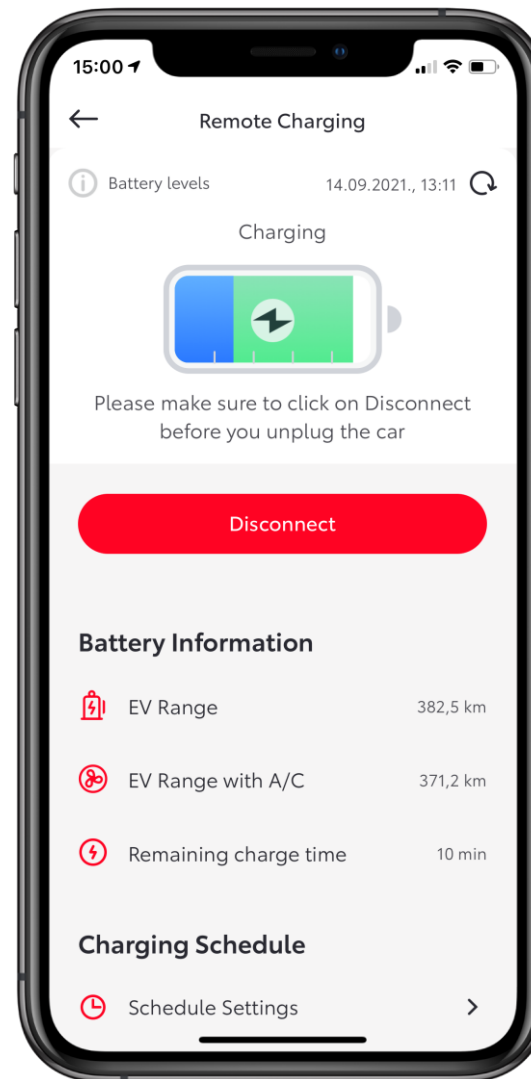 15:00
Remote Charging
Battery levels 14.09.2021., 13:11
Charging
Please make sure to click on Disconnect
before you unplug the car
Disconnect
Battery Information
EV Range 382,5 km
EV Range with A/C 371,2 km
Remaining charge time 10 min
Charging Schedule
Schedule Settings